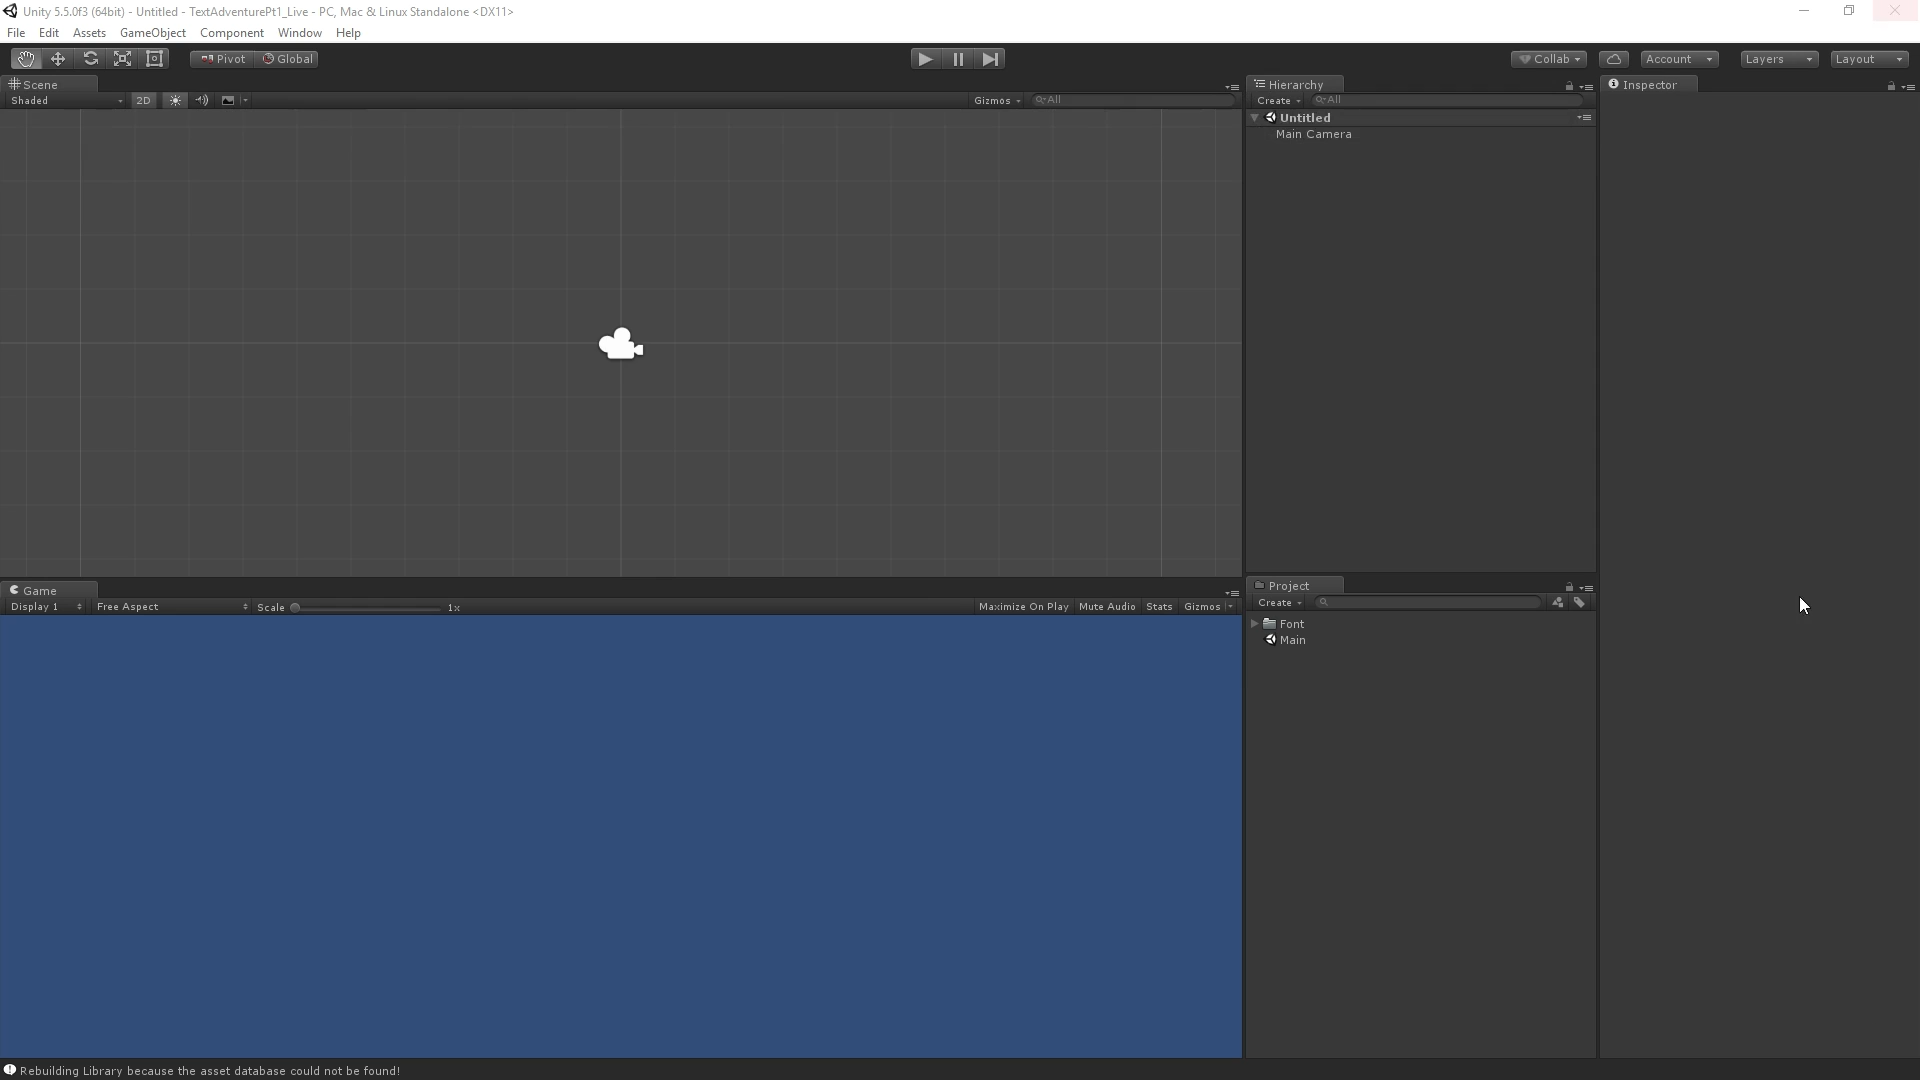 Unity 5.5.0f3 (64bit) - Untitled - TextAdventurePt1_Live - PC, Mac & Linux Standalone <DX11>
File Edit Assets GameObject Component Window Help
Pivot Global Collab Account Layers Layout
Scene
Shaded 2D Gizmos All
Hierarchy
Create All
Untitled
Main Camera
Inspector
Game
Display 1 Free Aspect Scale 1x Maximize On Play Mute Audio Stats Gizmos
Project
Create
Font
Main
Rebuilding Library because the asset database could not be found!